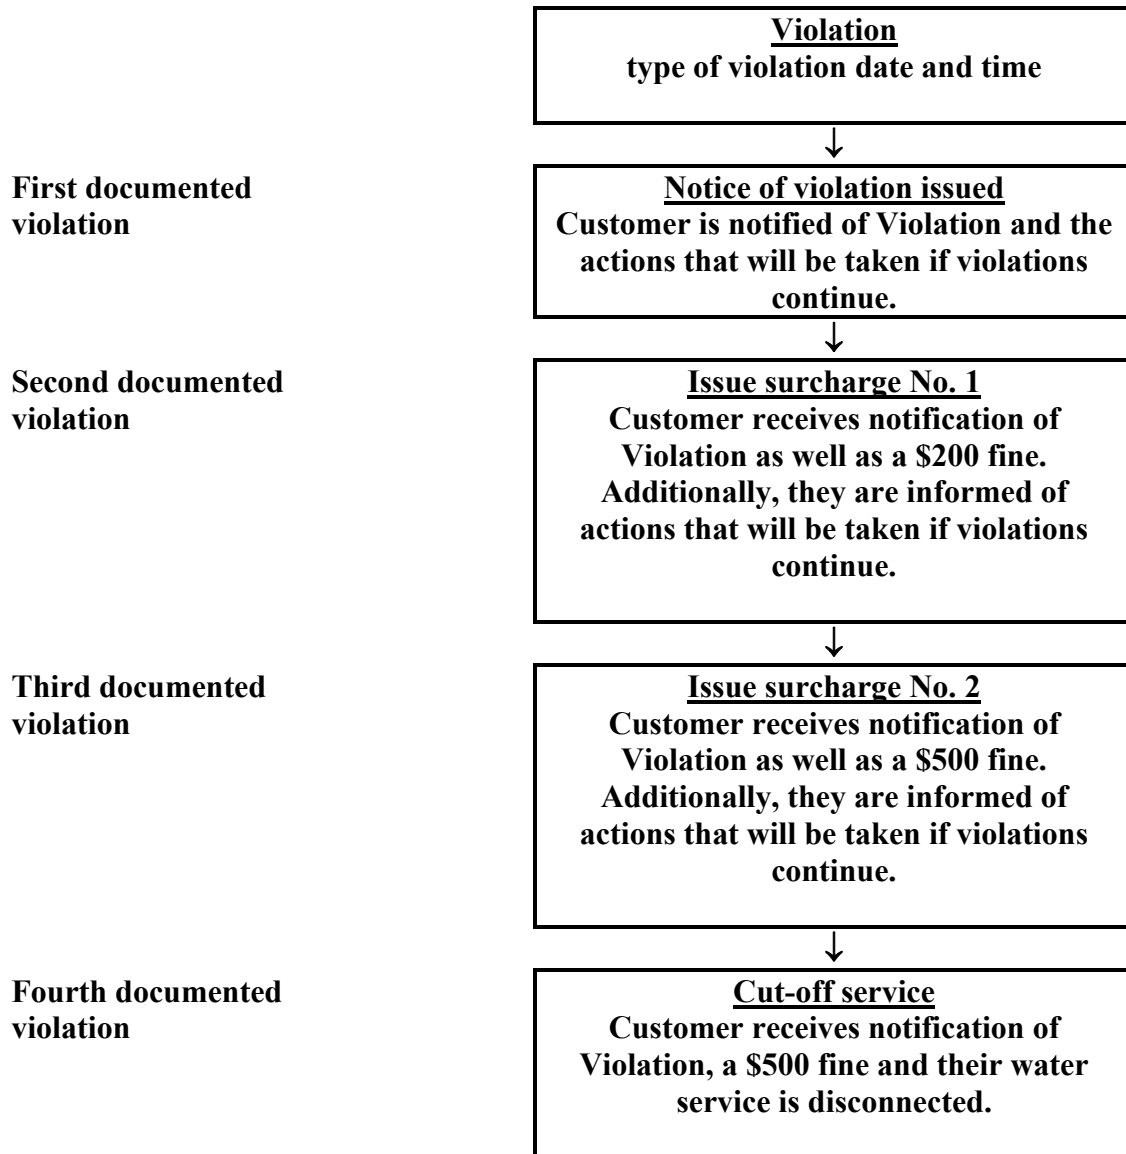 Violation
type of violation date and time
↓
First documented
violation
Notice of violation issued
Customer is notified of Violation and the
actions that will be taken if violations
continue.
↓
Second documented
violation
Issue surcharge No. 1
Customer receives notification of
Violation as well as a $200 fine.
Additionally, they are informed of
actions that will be taken if violations
continue.
↓
Third documented
violation
Issue surcharge No. 2
Customer receives notification of
Violation as well as a $500 fine.
Additionally, they are informed of
actions that will be taken if violations
continue.
↓
Fourth documented
violation
Cut-off service
Customer receives notification of
Violation, a $500 fine and their water
service is disconnected.